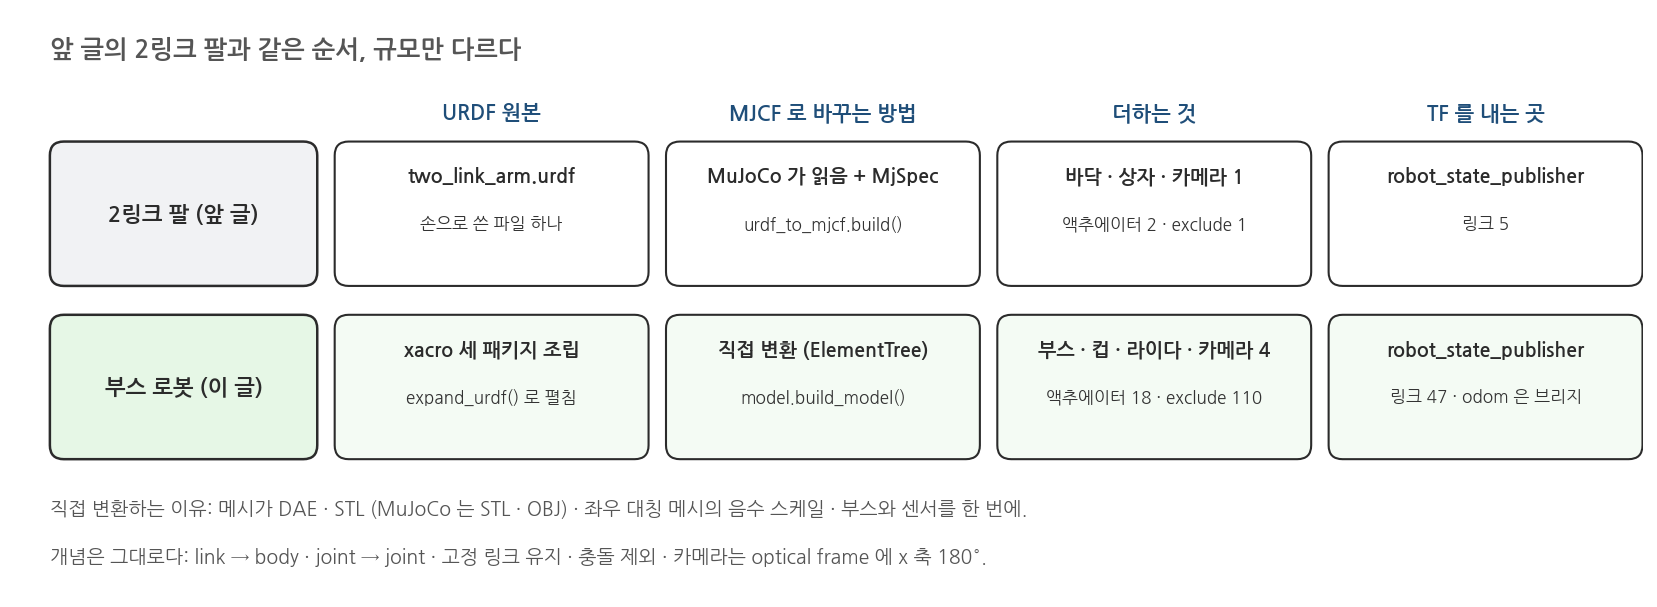 앞 글의 2링크 팔과 같은 순서, 규모만 다르다
URDF 원본
MJCF 로 바꾸는 방법
더하는 것
TF 를 내는 곳
2링크 팔 (앞 글)
two_link_arm.urdf
손으로 쓴 파일 하나
MuJoCo 가 읽음 + MjSpec
urdf_to_mjcf.build()
바닥 · 상자 · 카메라 1
액추에이터 2 · exclude 1
robot_state_publisher
링크 5
부스 로봇 (이 글)
xacro 세 패키지 조립
expand_urdf() 로 펼침
직접 변환 (ElementTree)
model.build_model()
부스 · 컵 · 라이다 · 카메라 4
액추에이터 18 · exclude 110
robot_state_publisher
링크 47 · odom 은 브리지
직접 변환하는 이유: 메시가 DAE · STL (MuJoCo 는 STL · OBJ) · 좌우 대칭 메시의 음수 스케일 · 부스와 센서를 한 번에.
개념은 그대로다: link → body · joint → joint · 고정 링크 유지 · 충돌 제외 · 카메라는 optical frame 에 x 축 180°.